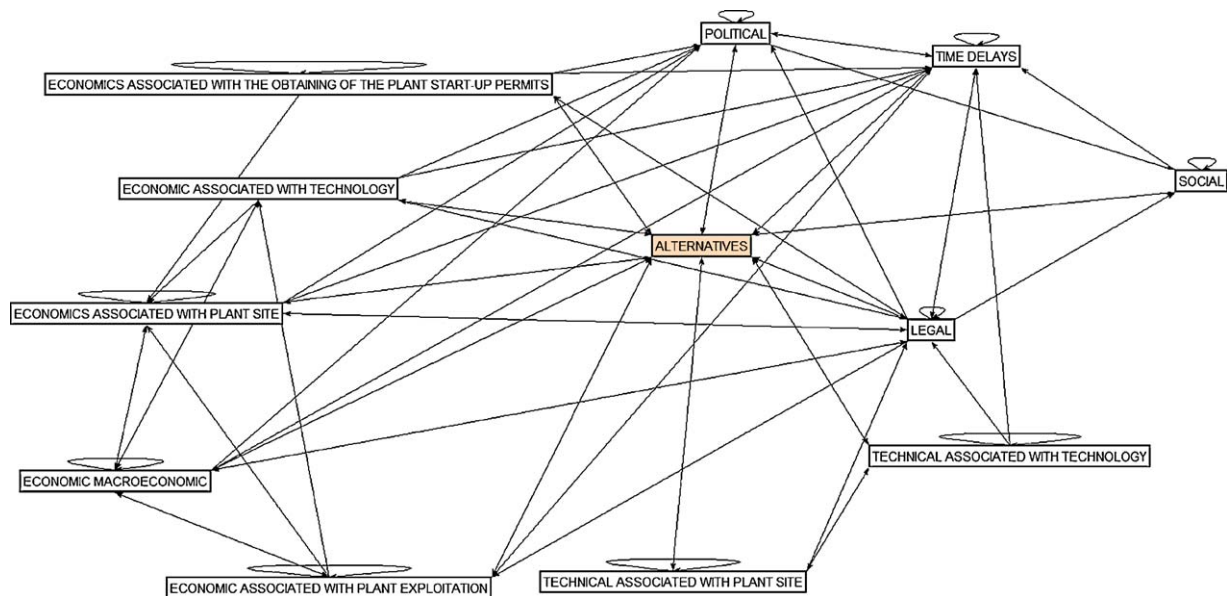 POLITICAL
TIME DELAYS
ECONOMICS ASSOCIATED WITH THE OBTAINING OF THE PLANT START-UP PERMITS
ECONOMIC ASSOCIATED WITH TECHNOLOGY
SOCIAL
ALTERNATIVES
ECONOMICS ASSOCIATED WITH PLANT SITE
LEGAL
TECHNICAL ASSOCIATED WITH TECHNOLOGY
ECONOMIC MACROECONOMIC
ECONOMIC ASSOCIATED WITH PLANT EXPLOITATION
TECHNICAL ASSOCIATED WITH PLANT SITE